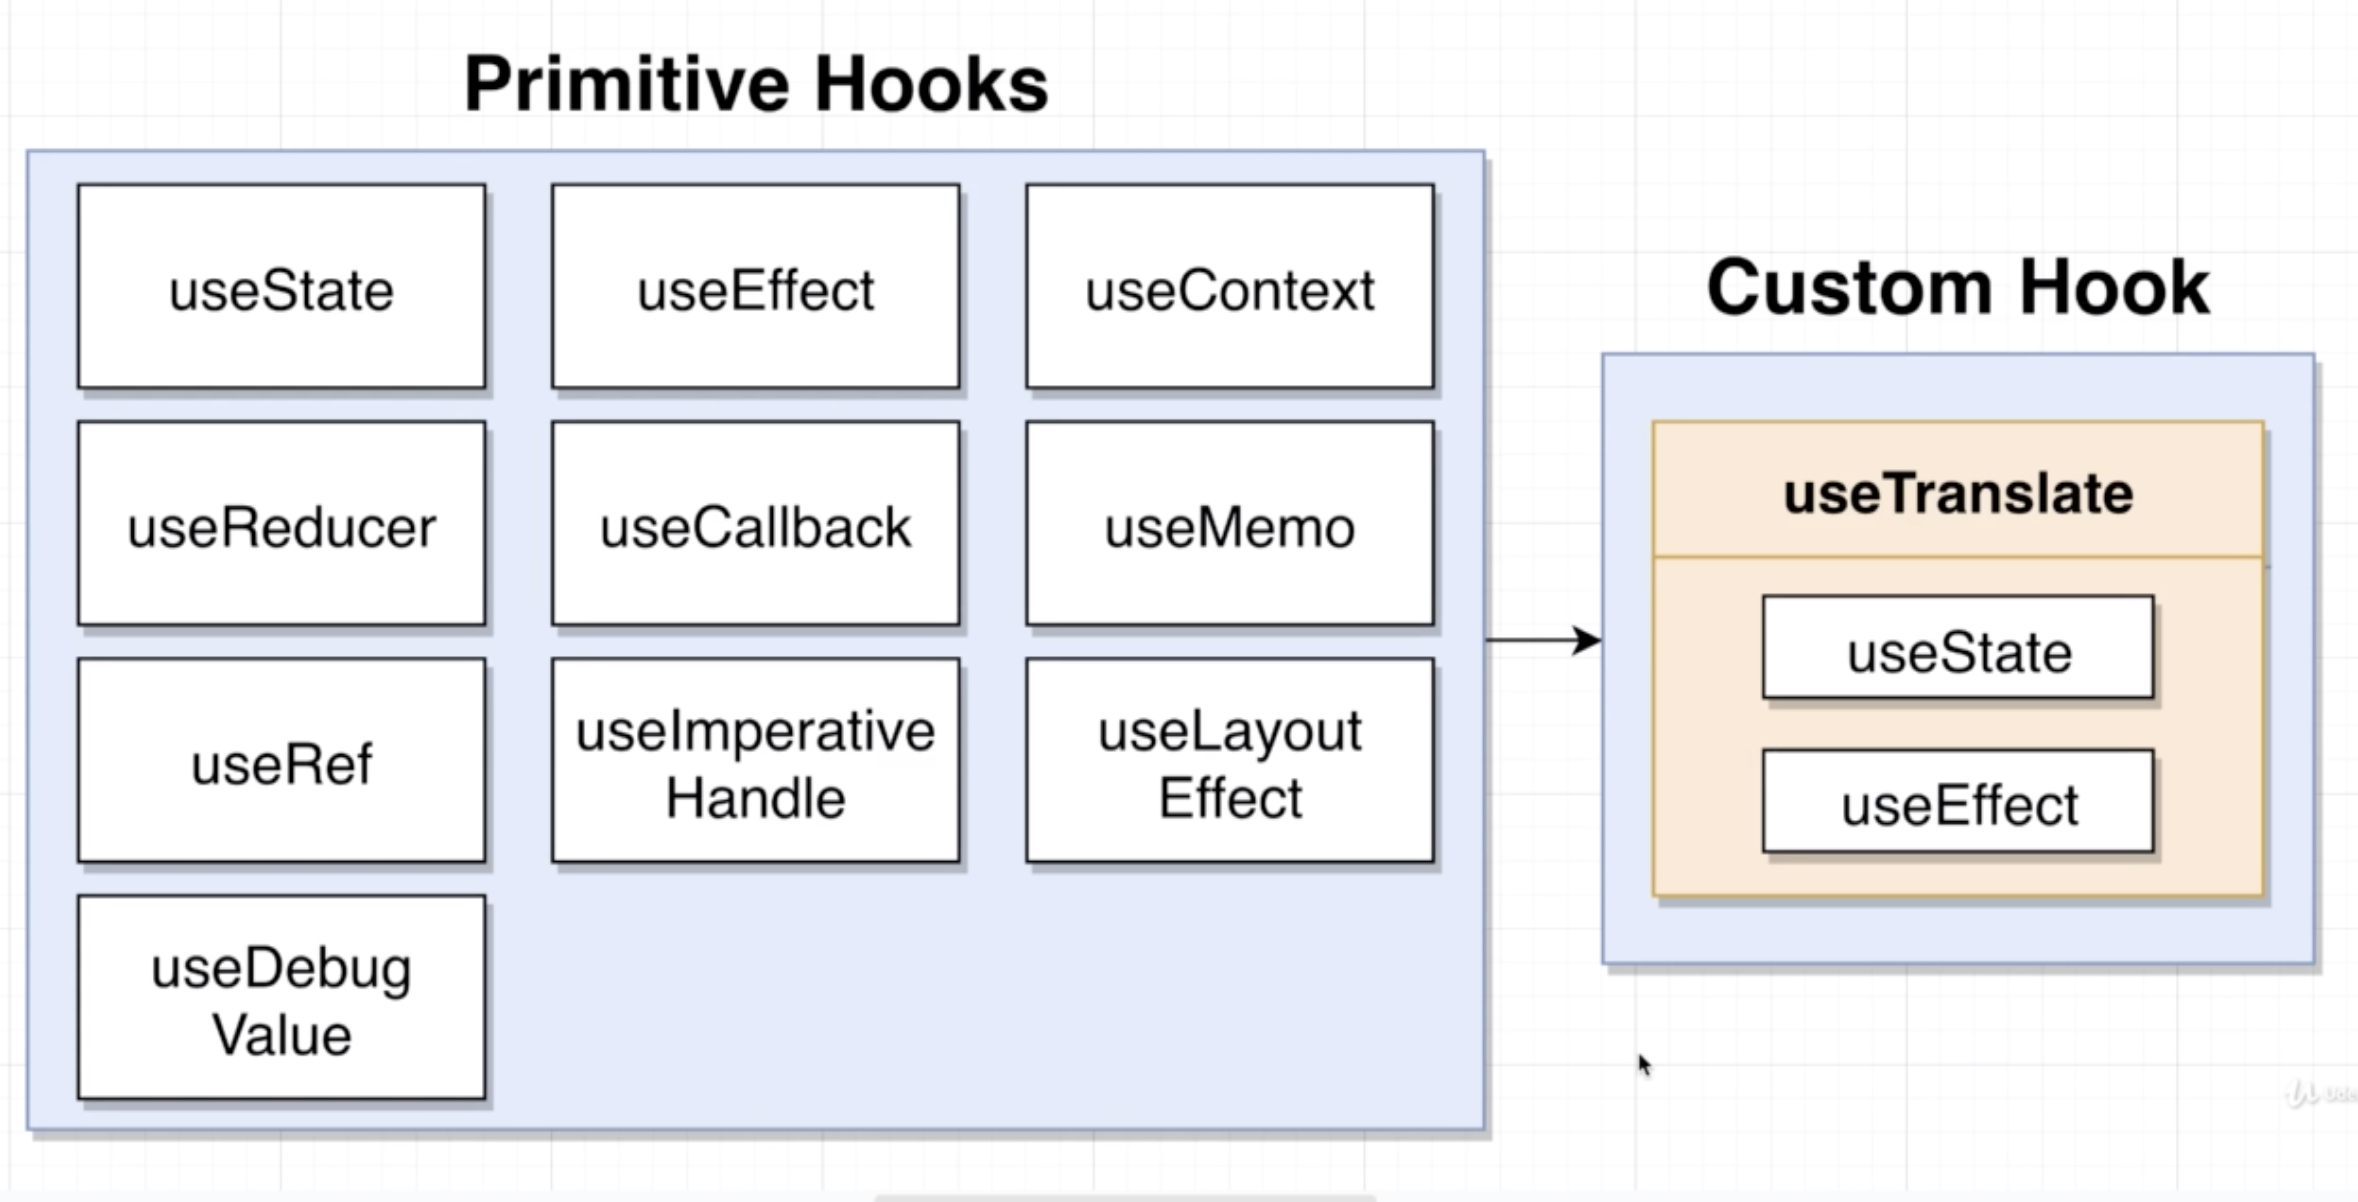 Primitive Hooks
useState
useEffect
useContext
useReducer
useCallback
useMemo
useRef
useImperative
Handle
useLayout
Effect
useDebug
Value
Custom Hook
useTranslate
useState
useEffect